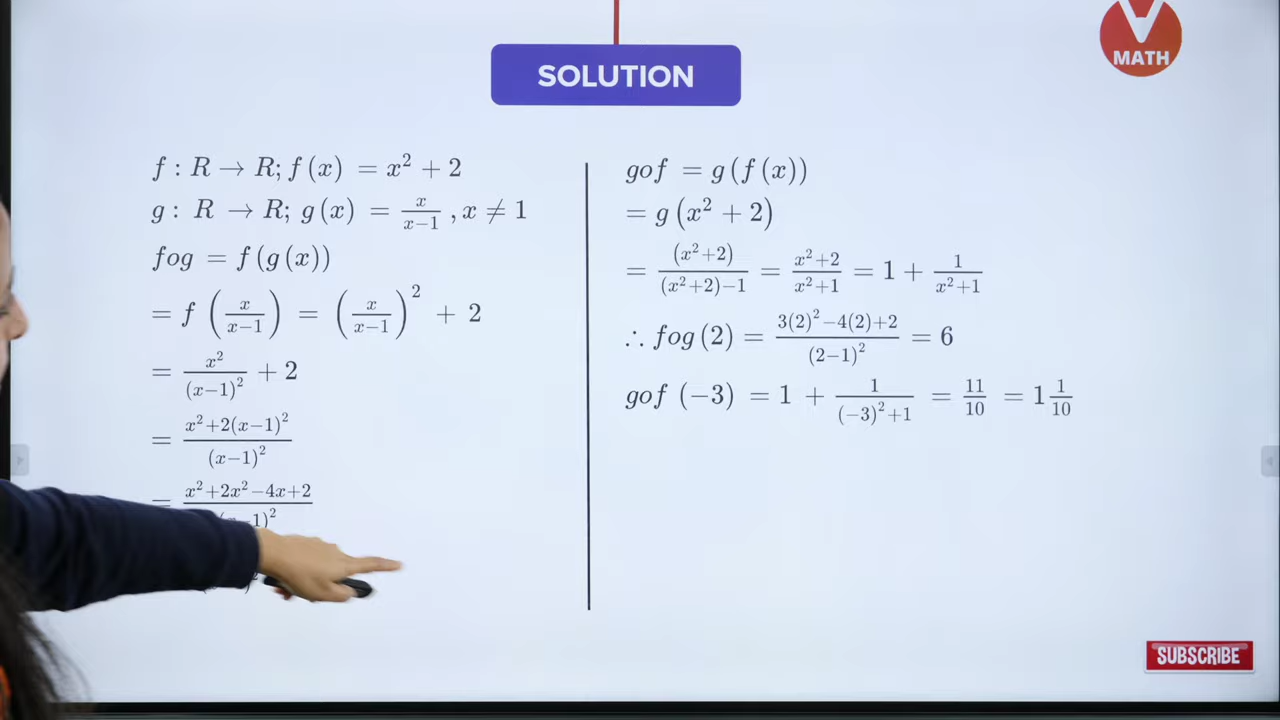 SOLUTION
V MATH
f : R → R; f (x) = x² + 2
g : R → R; g (x) = x/(x−1) , x ≠ 1
fog = f (g (x))
= f (x/(x−1)) = (x/(x−1))² + 2
= x²/(x−1)² + 2
= (x²+2(x−1)²)/(x−1)²
= x²+2x²−4x+2
gof = g (f (x))
= g (x² + 2)
= (x²+2)/((x²+2)−1) = (x²+2)/(x²+1) = 1 + 1/(x²+1)
∴ fog (2) = (3(2)²−4(2)+2)/(2−1)² = 6
gof (−3) = 1 + 1/((−3)²+1) = 11/10 = 1 1/10
SUBSCRIBE